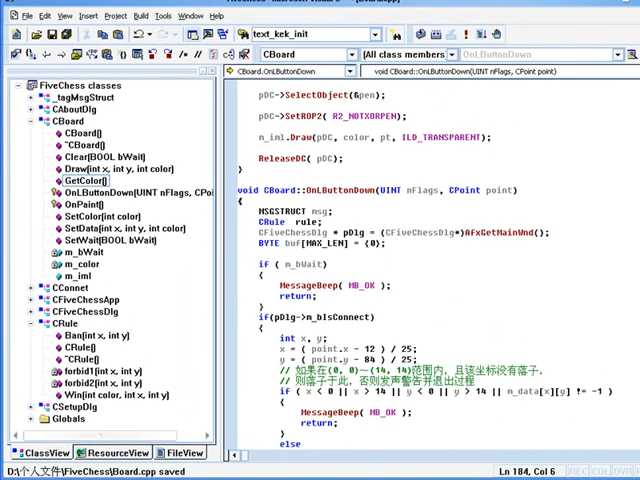 File Edit View Insert Project Build Tools Window Help
text_kek_init
CBoard [All class members] OnLButtonDown
CBoard.OnLButtonDown void CBoard::OnLButtonDown(UINT nFlags, CPoint point)
FiveChess classes
_tagMsgStruct
CAboutDlg
CBoard
CBoard()
~CBoard()
Clear(BOOL bWait)
Draw(int x, int y, int color)
GetColor()
OnLButtonDown(UINT nFlags, CPoi
OnPaint()
SetColor(int color)
SetData(int x, int y, int color)
SetWait(BOOL bWait)
m_bWait
m_color
m_iml
CConnet
CFiveChessApp
CFiveChessDlg
CRule
Ban(int x, int y)
CRule()
~CRule()
forbid1(int x, int y)
forbid2(int x, int y)
Win(int color, int x, int y)
CSetupDlg
Globals
ClassView ResourceView FileView
pDC->SelectObject(&pen);
pDC->SetROP2( R2_NOTXORPEN);
m_iml.Draw(pDC, color, pt, ILD_TRANSPARENT);
ReleaseDC( pDC);
}
void CBoard::OnLButtonDown(UINT nFlags, CPoint point)
{
MSGSTRUCT msg;
CRule rule;
CFiveChessDlg * pDlg = (CFiveChessDlg*)AfxGetMainWnd();
BYTE buf[MAX_LEN] = {0};
if ( m_bWait)
{
MessageBeep( MB_OK );
return;
}
if(pDlg->m_bIsConnect)
{
int x, y;
x = ( point.x - 12 ) / 25;
y = ( point.y - 84 ) / 25;
// 如果在(0, 0)~(14, 14)范围内，且该坐标没有落子，
// 则落子于此，否则发声警告并退出过程
if ( x < 0 || x > 14 || y < 0 || y > 14 || m_data[x][y] != -1 )
{
MessageBeep( MB_OK );
return;
else
D:\个人文件\FiveChess\Board.cpp saved
Ln 184, Col 6
REC COL OVR